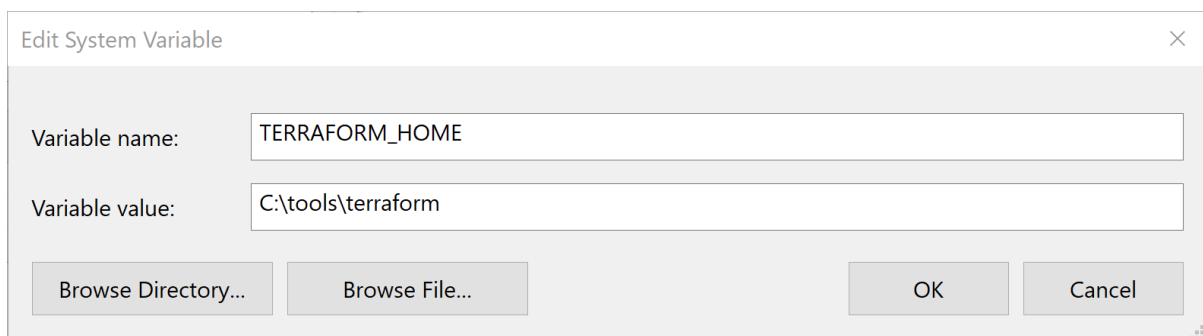 Edit System Variable
Variable name: TERRAFORM_HOME
Variable value: C:\tools\terraform
Browse Directory... Browse File... OK Cancel